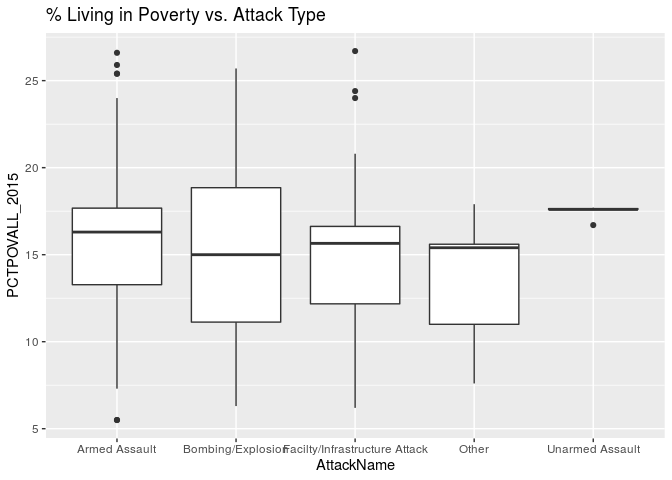 % Living in Poverty vs. Attack Type
PCTPOVALL_2015
25
20
15
10
5
Armed Assault Bombing/Explosion Facilty/Infrastructure Attack Other Unarmed Assault
AttackName